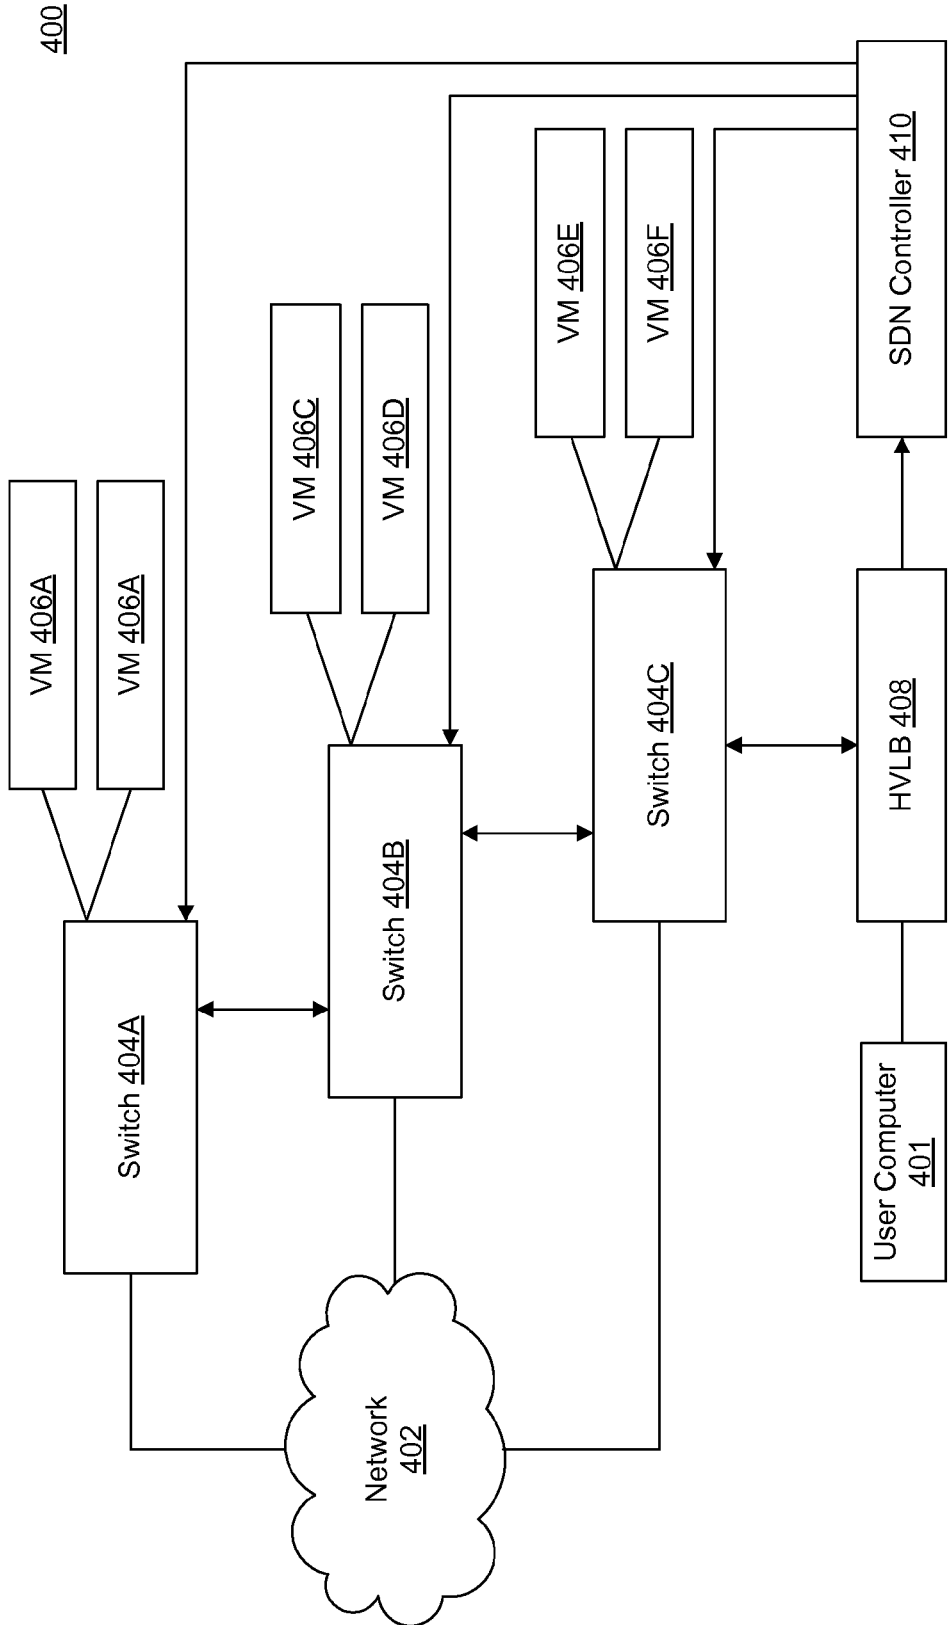 400
VM 406A
VM 406A
Switch 404A
VM 406C
VM 406D
Switch 404B
VM 406E
VM 406F
Switch 404C
Network
402
User Computer
401
HVLB 408
SDN Controller 410